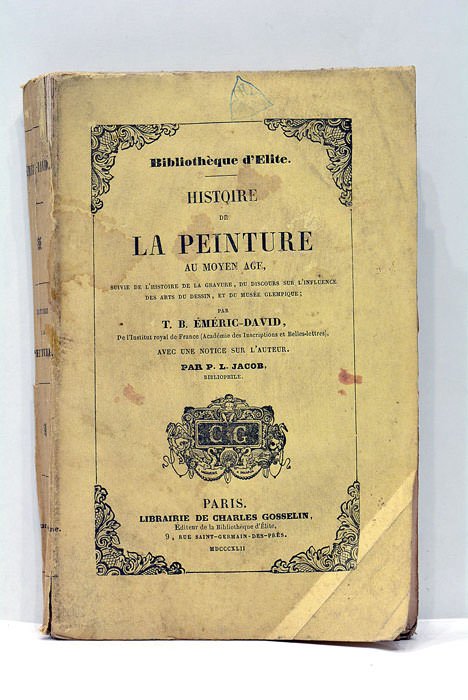 Bibliothèque d'Elite.
HISTOIRE
DE
LA PEINTURE
AU MOYEN AGE,
SUIVIE DE L'HISTOIRE DE LA GRAVURE, DU DISCOURS SUR L'INFLUENCE
DES ARTS DU DESSIN, ET DU MUSÉE OLYMPIQUE;
PAR
T. B. ÉMÉRIC-DAVID,
De l'Institut royal de France (Académie des Inscriptions et Belles-lettres),
AVEC UNE NOTICE SUR L'AUTEUR.
PAR P. L. JACOB,
BIBLIOPHILE.
CG
PARIS.
LIBRAIRIE DE CHARLES GOSSELIN,
Éditeur de la Bibliothèque d'Élite,
9, RUE SAINT-GERMAIN-DES-PRÉS.
MDCCCXLII